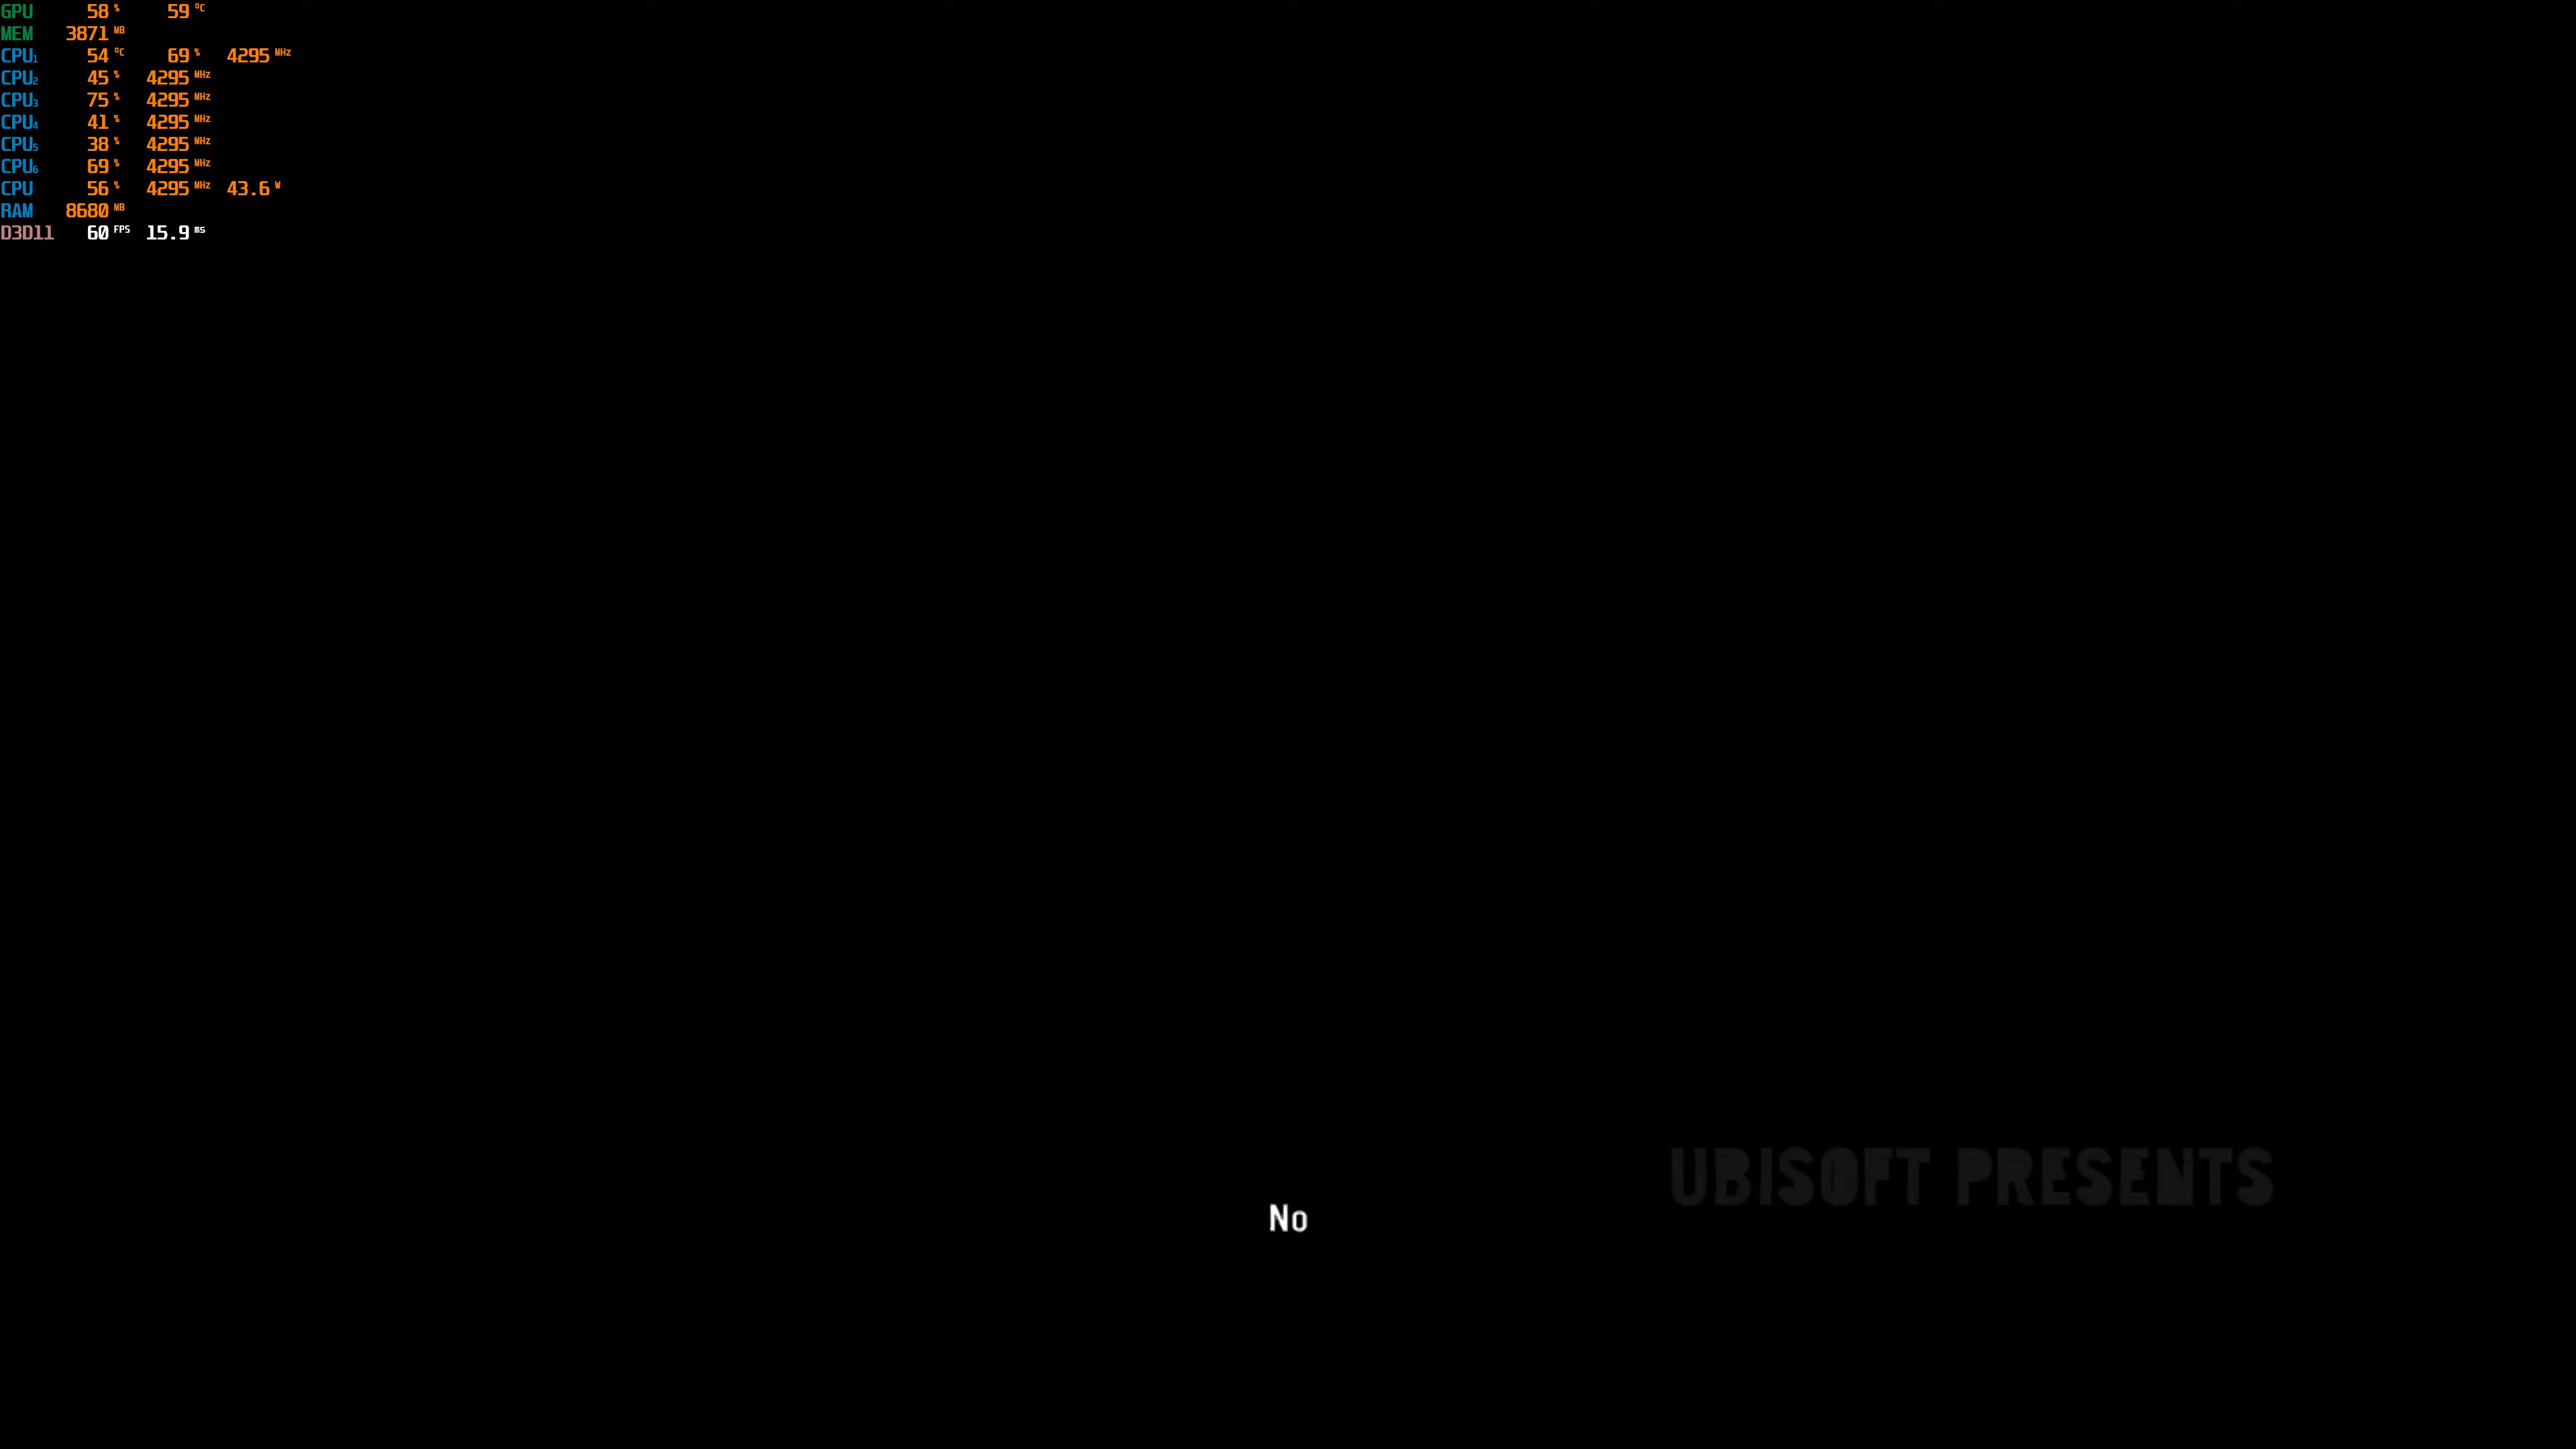 GPU 58 % 59 °C
MEM 3871 MB
CPU1 54 °C 69 % 4295 MHz
CPU2 45 % 4295 MHz
CPU3 75 % 4295 MHz
CPU4 41 % 4295 MHz
CPU5 38 % 4295 MHz
CPU6 69 % 4295 MHz
CPU 56 % 4295 MHz 43.6 W
RAM 8680 MB
D3D11 60 FPS 15.9 ms
UBISOFT PRESENTS
No